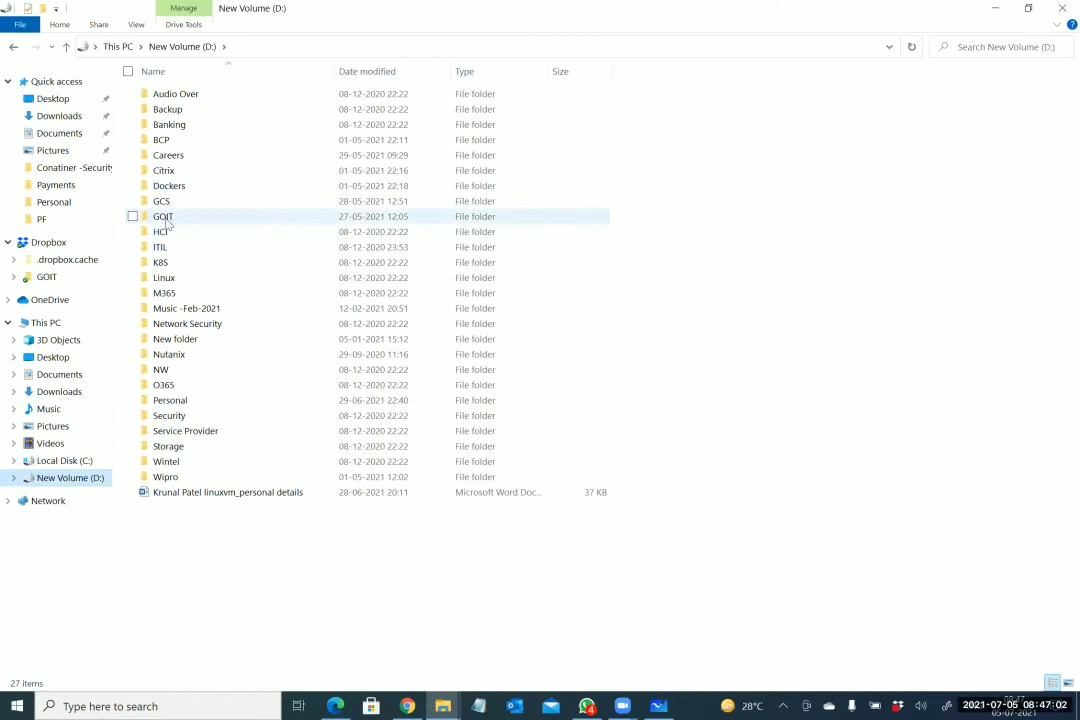 Manage
New Volume (D:)
File
Home
Share
View
Drive Tools
This PC
New Volume (D:)
Search New Volume (D:)
Name
Date modified
Type
Size
Quick access
Desktop
Downloads
Documents
Pictures
Conatiner -Security
Payments
Personal
PF
Dropbox
.dropbox.cache
GOIT
OneDrive
This PC
3D Objects
Desktop
Documents
Downloads
Music
Pictures
Videos
Local Disk (C:)
New Volume (D:)
Network
Audio Over 08-12-2020 22:22 File folder
Backup 08-12-2020 22:22 File folder
Banking 08-12-2020 22:22 File folder
BCP 01-05-2021 22:11 File folder
Careers 29-05-2021 09:29 File folder
Citrix 01-05-2021 22:16 File folder
Dockers 01-05-2021 22:18 File folder
GCS 28-05-2021 12:51 File folder
GOIT 27-05-2021 12:05 File folder
HCI 08-12-2020 22:22 File folder
ITIL 08-12-2020 23:53 File folder
K8S 08-12-2020 22:22 File folder
Linux 08-12-2020 22:22 File folder
M365 08-12-2020 22:22 File folder
Music -Feb-2021 12-02-2021 20:51 File folder
Network Security 08-12-2020 22:22 File folder
New folder 05-01-2021 15:12 File folder
Nutanix 29-09-2020 11:16 File folder
NW 08-12-2020 22:22 File folder
O365 08-12-2020 22:22 File folder
Personal 29-06-2021 22:40 File folder
Security 08-12-2020 22:22 File folder
Service Provider 08-12-2020 22:22 File folder
Storage 08-12-2020 22:22 File folder
Wintel 08-12-2020 22:22 File folder
Wipro 01-05-2021 12:02 File folder
Krunal Patel linuxvm_personal details 28-06-2021 20:11 Microsoft Word Doc... 37 KB
27 items
Type here to search
4
28°C
2021-07-05 08:47:02